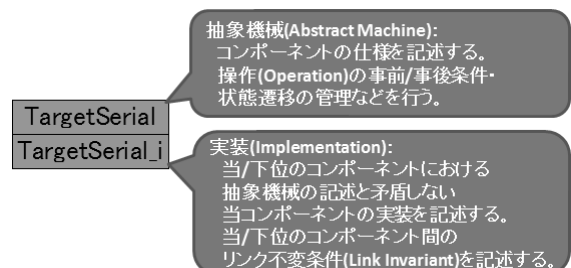 抽象機械(Abstract Machine):
コンポーネントの仕様を記述する。
操作(Operation)の事前/事後条件・
状態遷移の管理などを行う。
TargetSerial
TargetSerial_i
実装(Implementation):
当/下位のコンポーネントにおける
抽象機械の記述と矛盾しない
当コンポーネントの実装を記述する。
当/下位のコンポーネント間の
リンク不変条件(Link Invariant)を記述する。